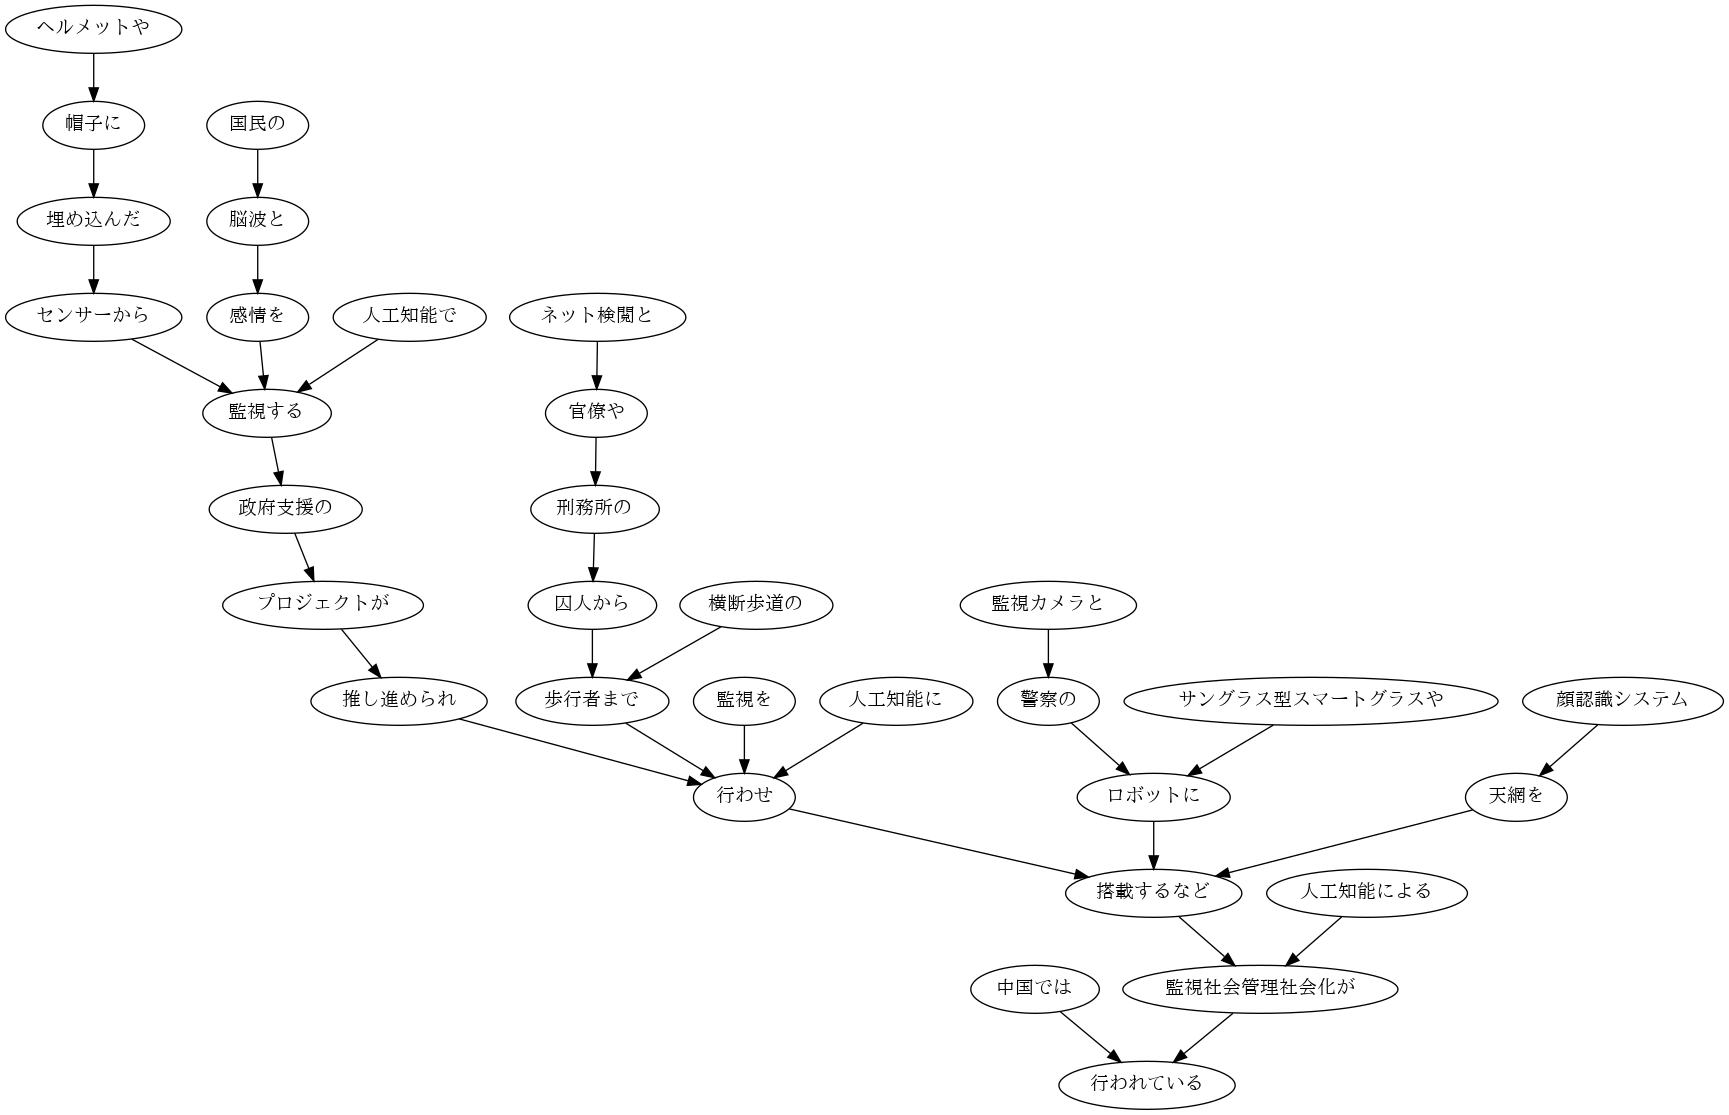 ヘルメットや
帽子に
国民の
埋め込んだ
脳波と
センサーから
感情を
人工知能で
ネット検閲と
監視する
官僚や
政府支援の
刑務所の
プロジェクトが
囚人から
横断歩道の
監視カメラと
推し進められ
歩行者まで
監視を
人工知能に
警察の
サングラス型スマートグラスや
顔認識システム
行わせ
ロボットに
天網を
搭載するなど
人工知能による
中国では
監視社会管理社会化が
行われている